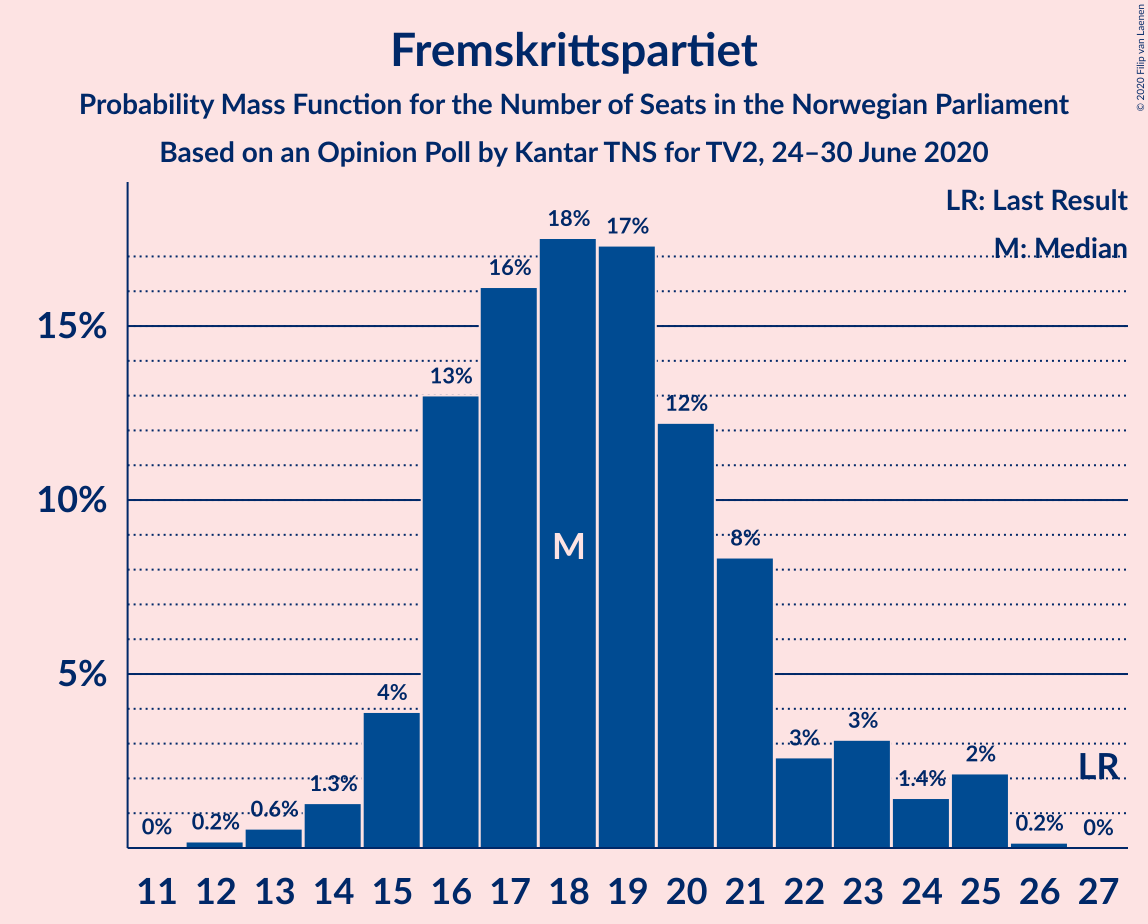 Fremskrittspartiet
Probability Mass Function for the Number of Seats in the Norwegian Parliament
Based on an Opinion Poll by Kantar TNS for TV2, 24–30 June 2020
© 2020 Filip van Laenen
LR: Last Result
M: Median
15%
10%
5%
0%
0.2%
0.6%
1.3%
4%
13%
16%
18%
17%
12%
8%
3%
3%
1.4%
2%
0.2%
0%
M
LR
11 12 13 14 15 16 17 18 19 20 21 22 23 24 25 26 27